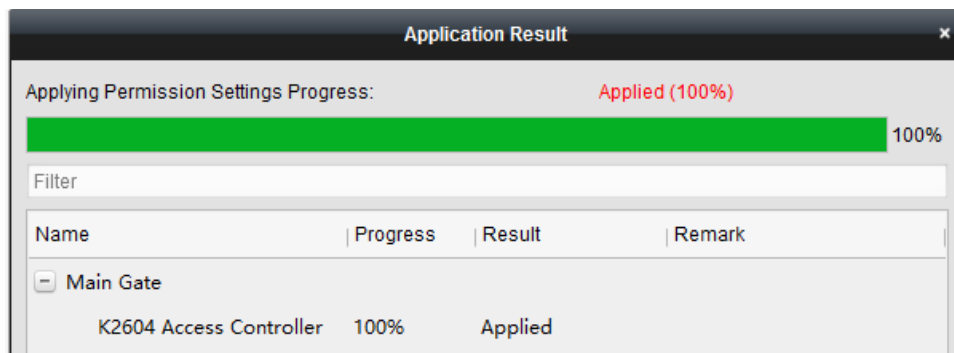 Application Result ×
Applying Permission Settings Progress: Applied (100%)
100%
Filter
Name Progress Result Remark
Main Gate
K2604 Access Controller 100% Applied